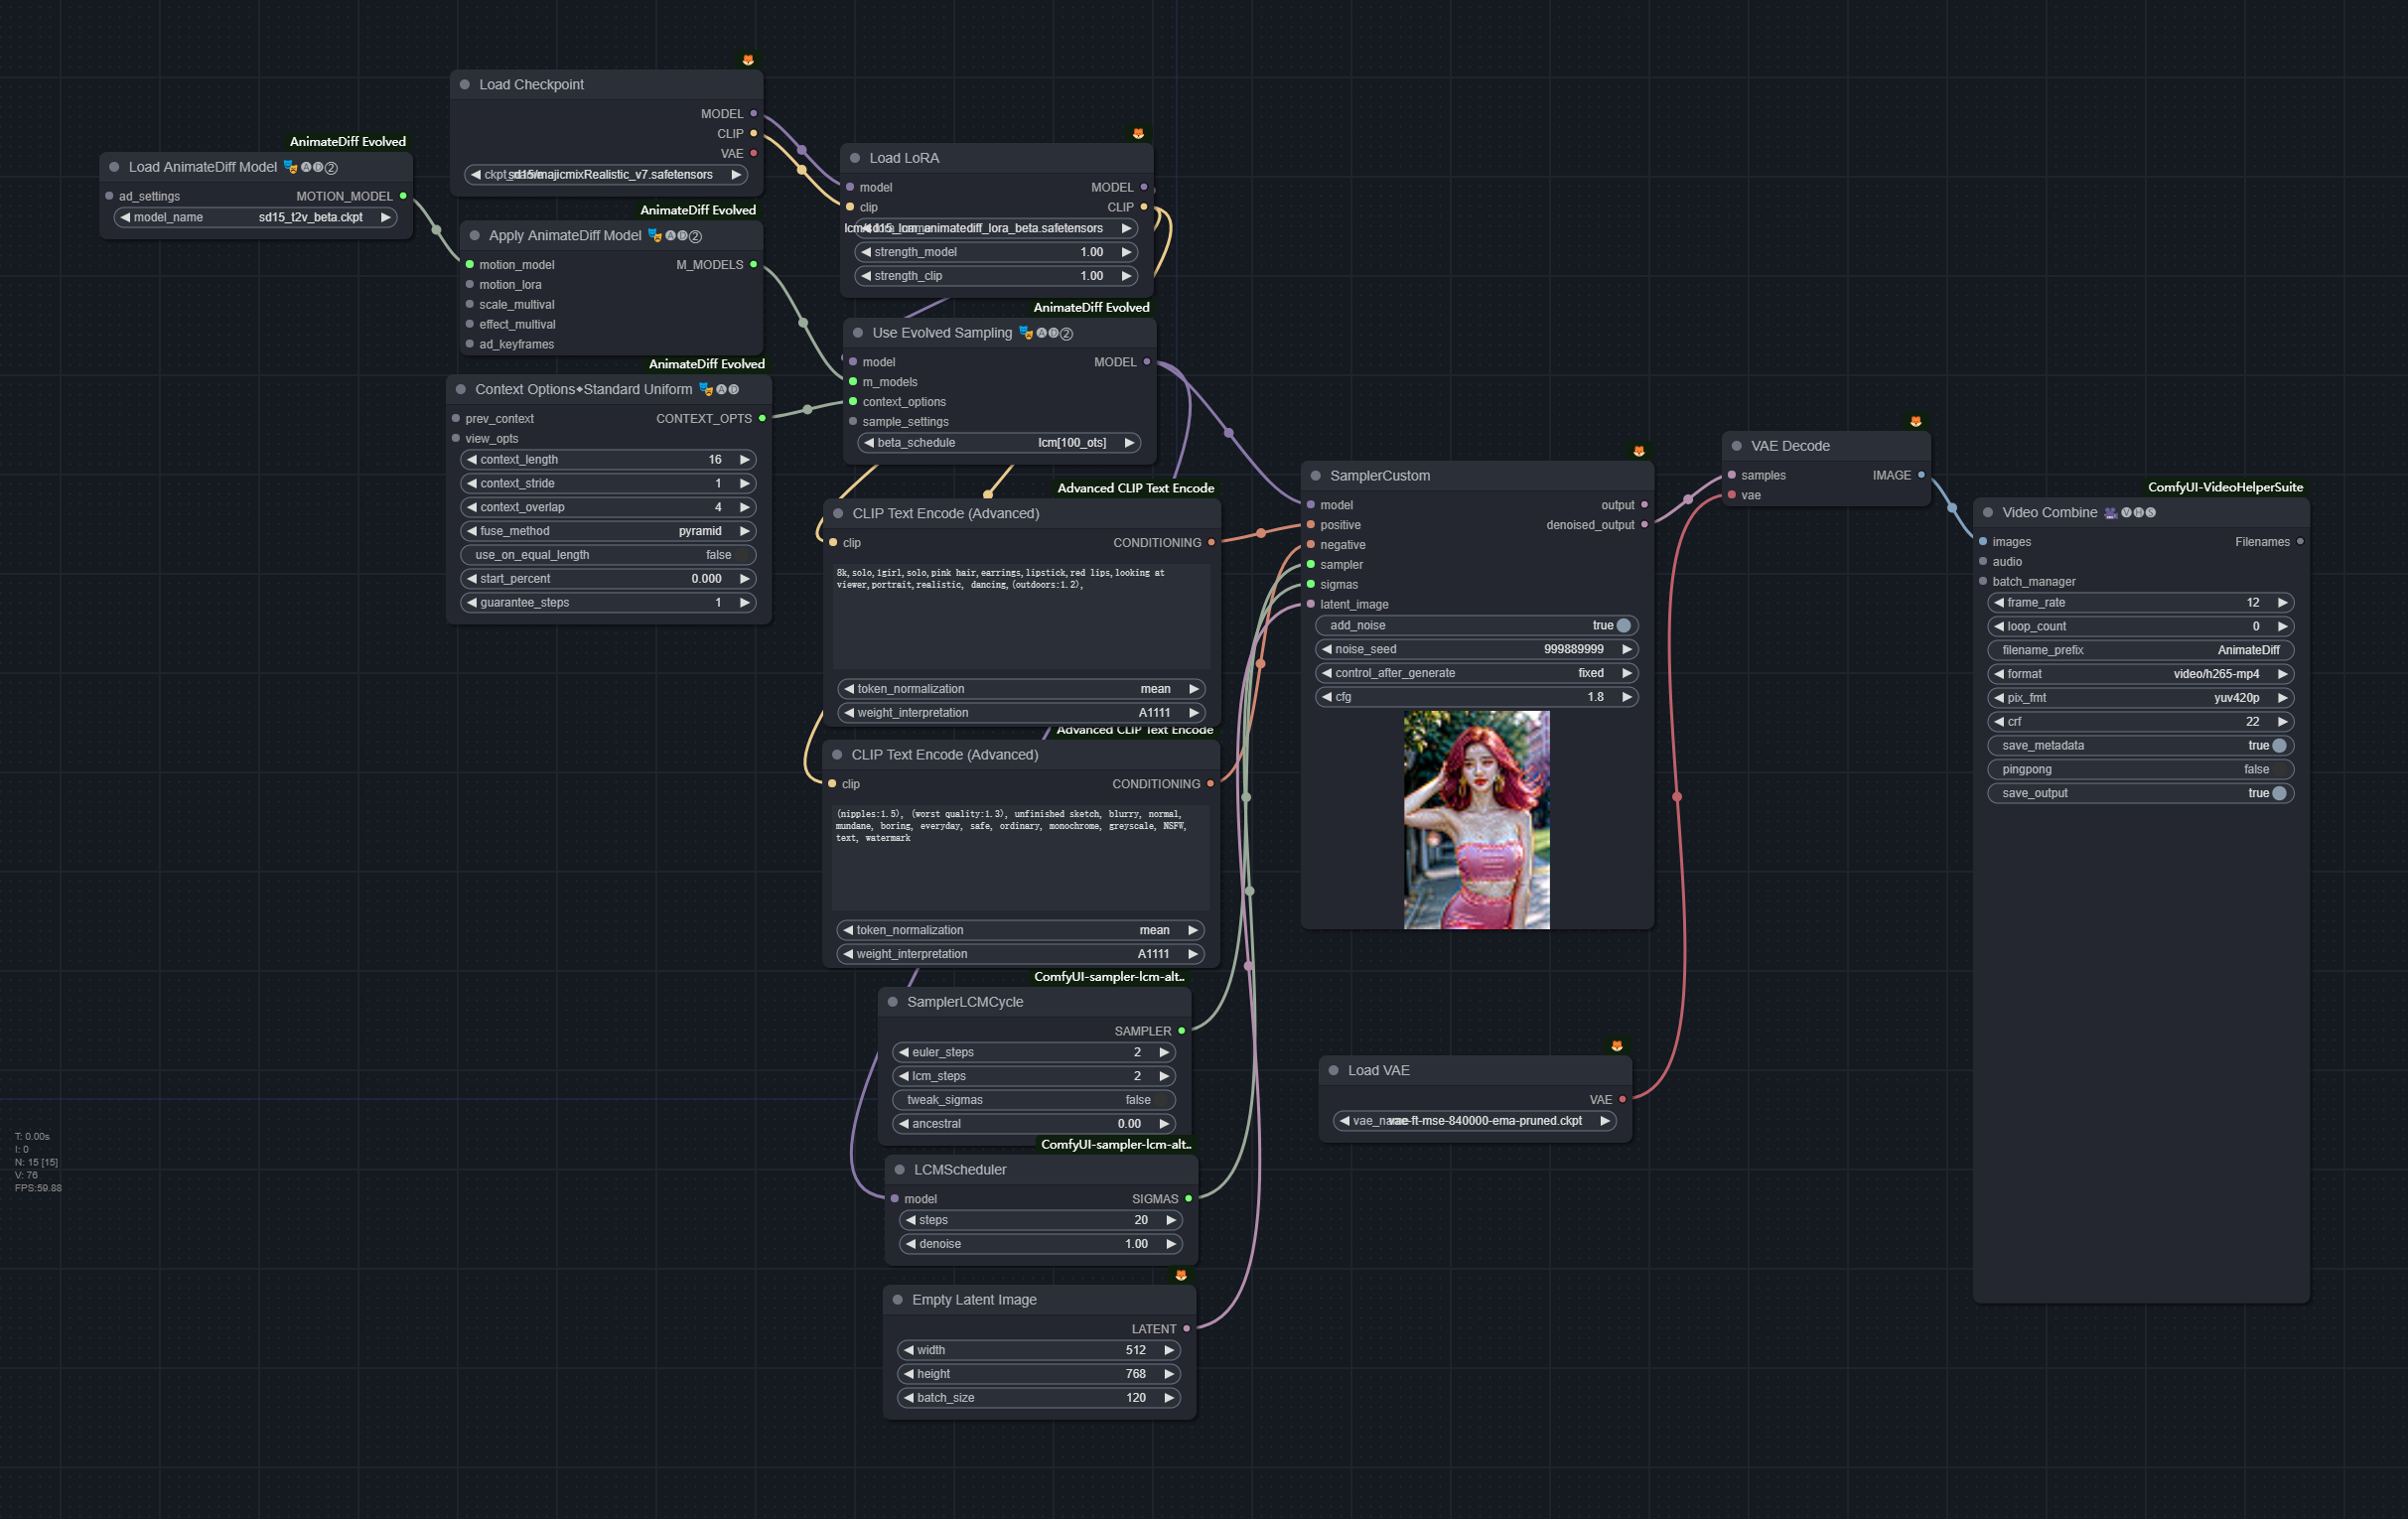 Load Checkpoint
MODEL
CLIP
VAE
sd15/majicmixRealistic_v7.safetensors
AnimateDiff Evolved
Load AnimateDiff Model
ad_settings MOTION_MODEL
model_name sd15_t2v_beta.ckpt
AnimateDiff Evolved
Apply AnimateDiff Model
motion_model M_MODELS
motion_lora
scale_multival
effect_multival
ad_keyframes
AnimateDiff Evolved
Context Options◆Standard Uniform
prev_context CONTEXT_OPTS
view_opts
context_length 16
context_stride 1
context_overlap 4
fuse_method pyramid
use_on_equal_length false
start_percent 0.000
guarantee_steps 1
Load LoRA
model MODEL
clip CLIP
animatediff_lora_beta.safetensors
strength_model 1.00
strength_clip 1.00
AnimateDiff Evolved
Use Evolved Sampling
model MODEL
m_models
context_options
sample_settings
beta_schedule lcm[100_ots]
Advanced CLIP Text Encode
CLIP Text Encode (Advanced)
clip CONDITIONING
8k,solo,1girl,solo,pink hair,earrings,lipstick,red lips,looking at
viewer,portrait,realistic, dancing,(outdoors:1.2),
token_normalization mean
weight_interpretation A1111
Advanced CLIP Text Encode
CLIP Text Encode (Advanced)
clip CONDITIONING
(nipples:1.5), (worst quality:1.3), unfinished sketch, blurry, normal,
mundane, boring, everyday, safe, ordinary, monochrome, greyscale, NSFW,
text, watermark
token_normalization mean
weight_interpretation A1111
ComfyUI-sampler-lcm-alt..
SamplerLCMCycle
SAMPLER
euler_steps 2
lcm_steps 2
tweak_sigmas false
ancestral 0.00
ComfyUI-sampler-lcm-alt..
LCMScheduler
model SIGMAS
steps 20
denoise 1.00
Empty Latent Image
LATENT
width 512
height 768
batch_size 120
SamplerCustom
model output
positive denoised_output
negative
sampler
sigmas
latent_image
add_noise true
noise_seed 999889999
control_after_generate fixed
cfg 1.8
Load VAE
VAE
vae-ft-mse-840000-ema-pruned.ckpt
VAE Decode
samples IMAGE
vae
ComfyUI-VideoHelperSuite
Video Combine
images Filenames
audio
batch_manager
frame_rate 12
loop_count 0
filename_prefix AnimateDiff
format video/h265-mp4
pix_fmt yuv420p
crf 22
save_metadata true
pingpong false
save_output true
T: 0.00s
I: 0
N: 15 [15]
V: 76
FPS:59.88